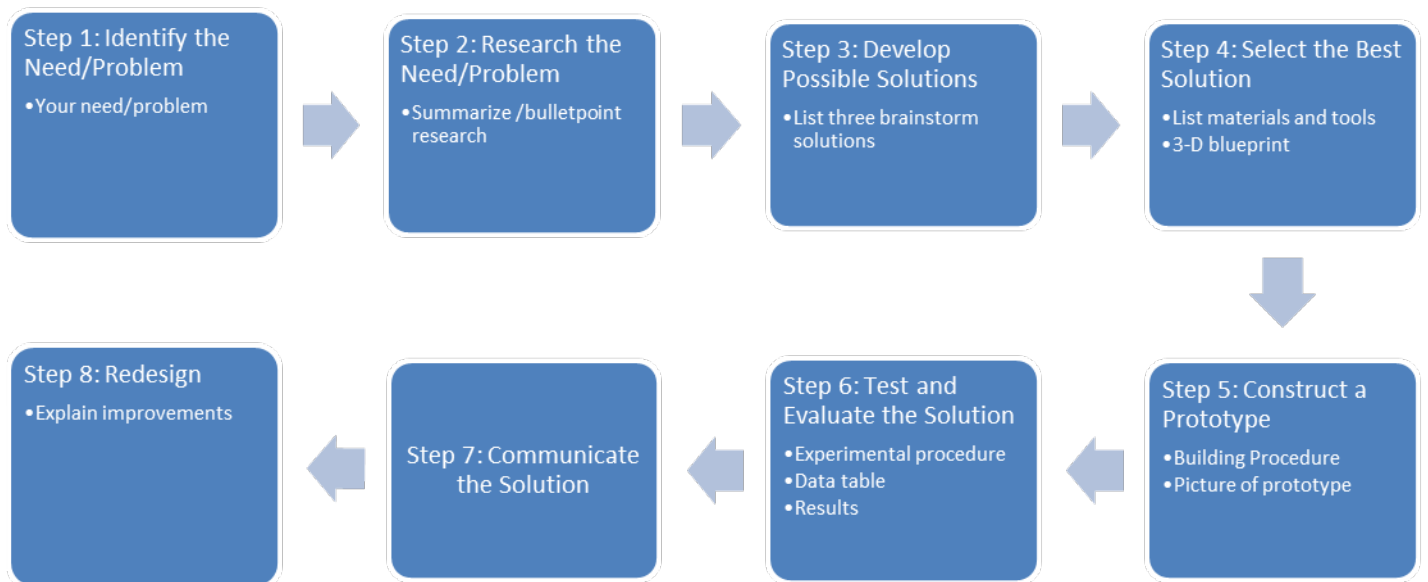 Step 1: Identify the
Need/Problem
•Your need/problem
Step 2: Research the
Need/Problem
•Summarize /bulletpoint
research
Step 3: Develop
Possible Solutions
•List three brainstorm
solutions
Step 4: Select the Best
Solution
•List materials and tools
•3-D blueprint
Step 5: Construct a
Prototype
•Building Procedure
•Picture of prototype
Step 6: Test and
Evaluate the Solution
•Experimental procedure
•Data table
•Results
Step 7: Communicate
the Solution
Step 8: Redesign
•Explain improvements